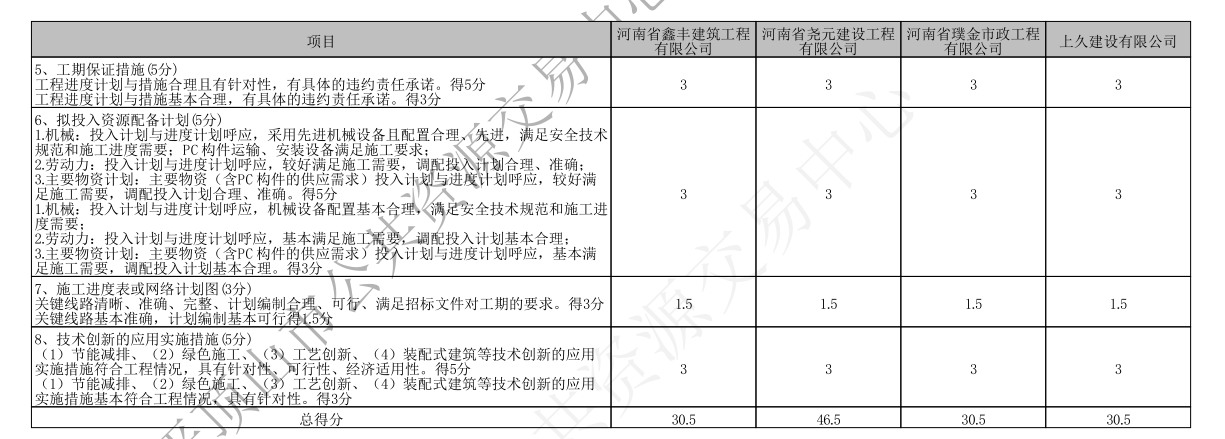 项目
河南省鑫丰建筑工程
有限公司
河南省尧元建设工程
有限公司
河南省璞金市政工程
有限公司
上久建设有限公司
5、工期保证措施(5分)
工程进度计划与措施合理且有针对性，有具体的违约责任承诺。得5分
工程进度计划与措施基本合理，有具体的违约责任承诺。得3分
3
3
3
3
6、拟投入资源配备计划(5分)
1.机械：投入计划与进度计划呼应，采用先进机械设备且配置合理、先进，满足安全技术
规范和施工进度需要；PC构件运输、安装设备满足施工要求；
2.劳动力：投入计划与进度计划呼应，较好满足施工需要，调配投入计划合理、准确；
3.主要物资计划：主要物资（含PC构件的供应需求）投入计划与进度计划呼应，较好满
足施工需要，调配投入计划合理、准确。得5分
1.机械：投入计划与进度计划呼应，机械设备配置基本合理，满足安全技术规范和施工进
度需要；
2.劳动力：投入计划与进度计划呼应，基本满足施工需要，调配投入计划基本合理；
3.主要物资计划：主要物资（含PC构件的供应需求）投入计划与进度计划呼应，基本满
足施工需要，调配投入计划基本合理。得3分
3
3
3
3
7、施工进度表或网络计划图(3分)
关键线路清晰、准确、完整、计划编制合理、可行、满足招标文件对工期的要求。得3分
关键线路基本准确，计划编制基本可行得1.5分
1.5
1.5
1.5
1.5
8、技术创新的应用实施措施(5分)
（1）节能减排、（2）绿色施工、（3）工艺创新、（4）装配式建筑等技术创新的应用
实施措施符合工程情况，具有针对性、可行性、经济适用性。得5分
（1）节能减排、（2）绿色施工、（3）工艺创新、（4）装配式建筑等技术创新的应用
实施措施基本符合工程情况，具有针对性。得3分
3
3
3
3
总得分
30.5
46.5
30.5
30.5
平顶山市公共资源交易中心
共资源交易中心